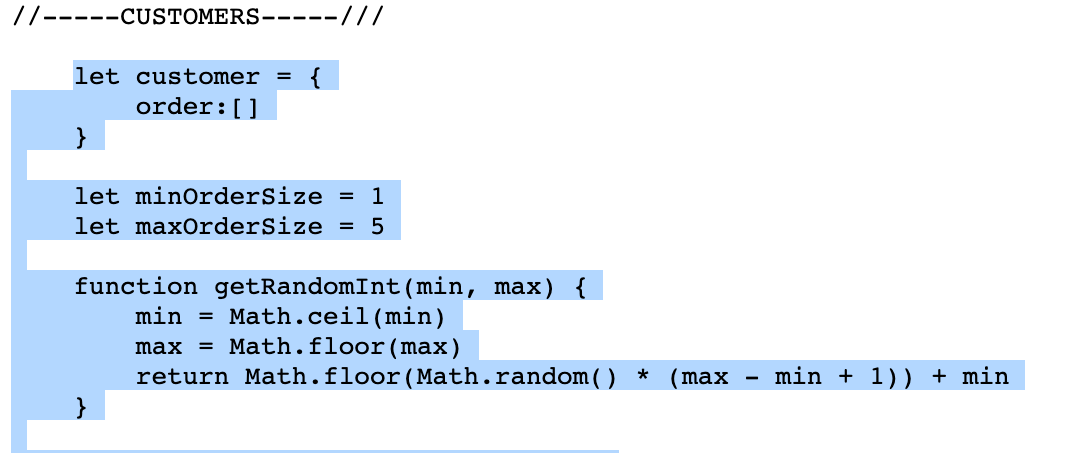 //-----CUSTOMERS-----///
let customer = {
order:[]
}
let minOrderSize = 1
let maxOrderSize = 5
function getRandomInt(min, max) {
min = Math.ceil(min)
max = Math.floor(max)
return Math.floor(Math.random() * (max - min + 1)) + min
}